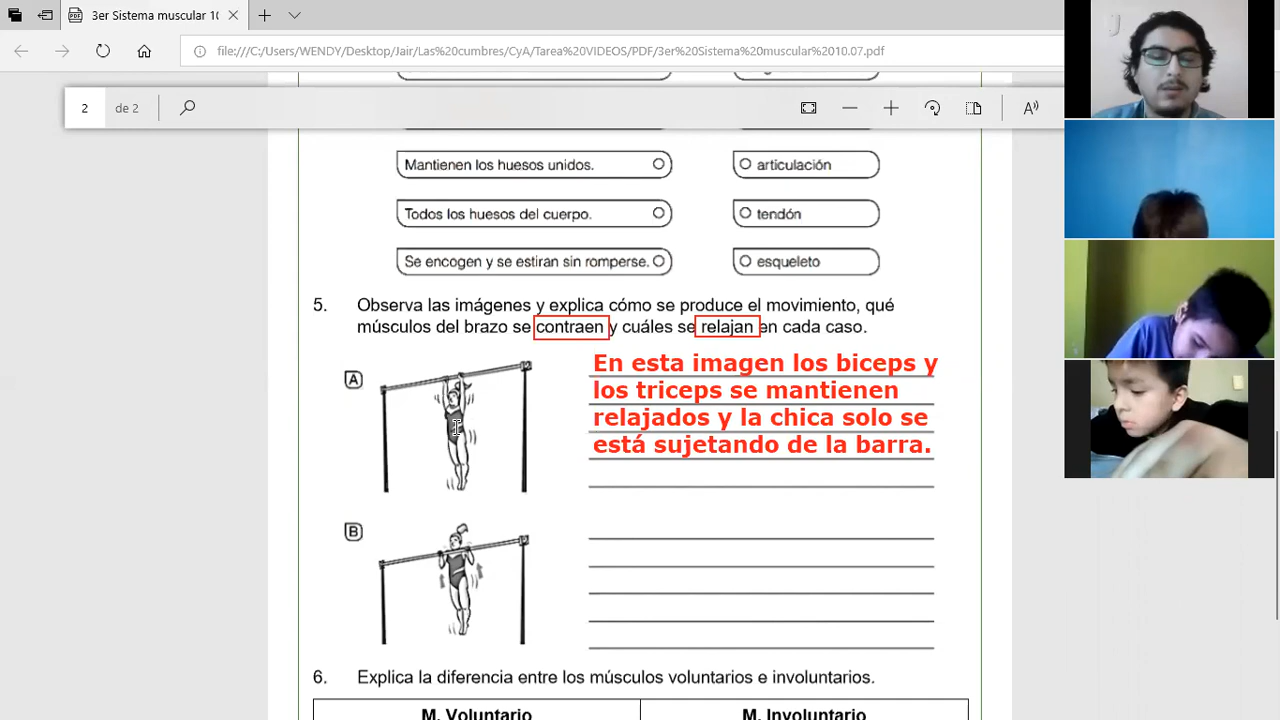 3er Sistema muscular 10
file:///C:/Users/WENDY/Desktop/Jair/Las%20cumbres/CyA/Tarea%20VIDEOS/PDF/3er%20Sistema%20muscular%2010.07.pdf
2 de 2
Mantienen los huesos unidos. articulación
Todos los huesos del cuerpo. tendón
Se encogen y se estiran sin romperse. esqueleto
5. Observa las imágenes y explica cómo se produce el movimiento, qué
músculos del brazo se contraen y cuáles se relajan en cada caso.
A
En esta imagen los biceps y
los triceps se mantienen
relajados y la chica solo se
está sujetando de la barra.
B
6. Explica la diferencia entre los músculos voluntarios e involuntarios.
M. Voluntario M. Involuntario